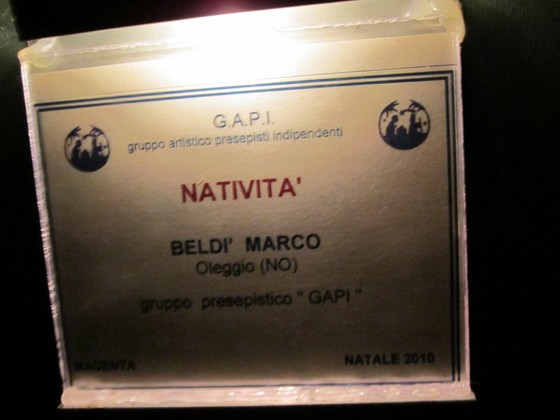 G.A.P.I.
gruppo artistico presepisti indipendenti
NATIVITA'
BELDI' MARCO
Oleggio (NO)
gruppo presepistico " GAPI "
MAGENTA
NATALE 2010